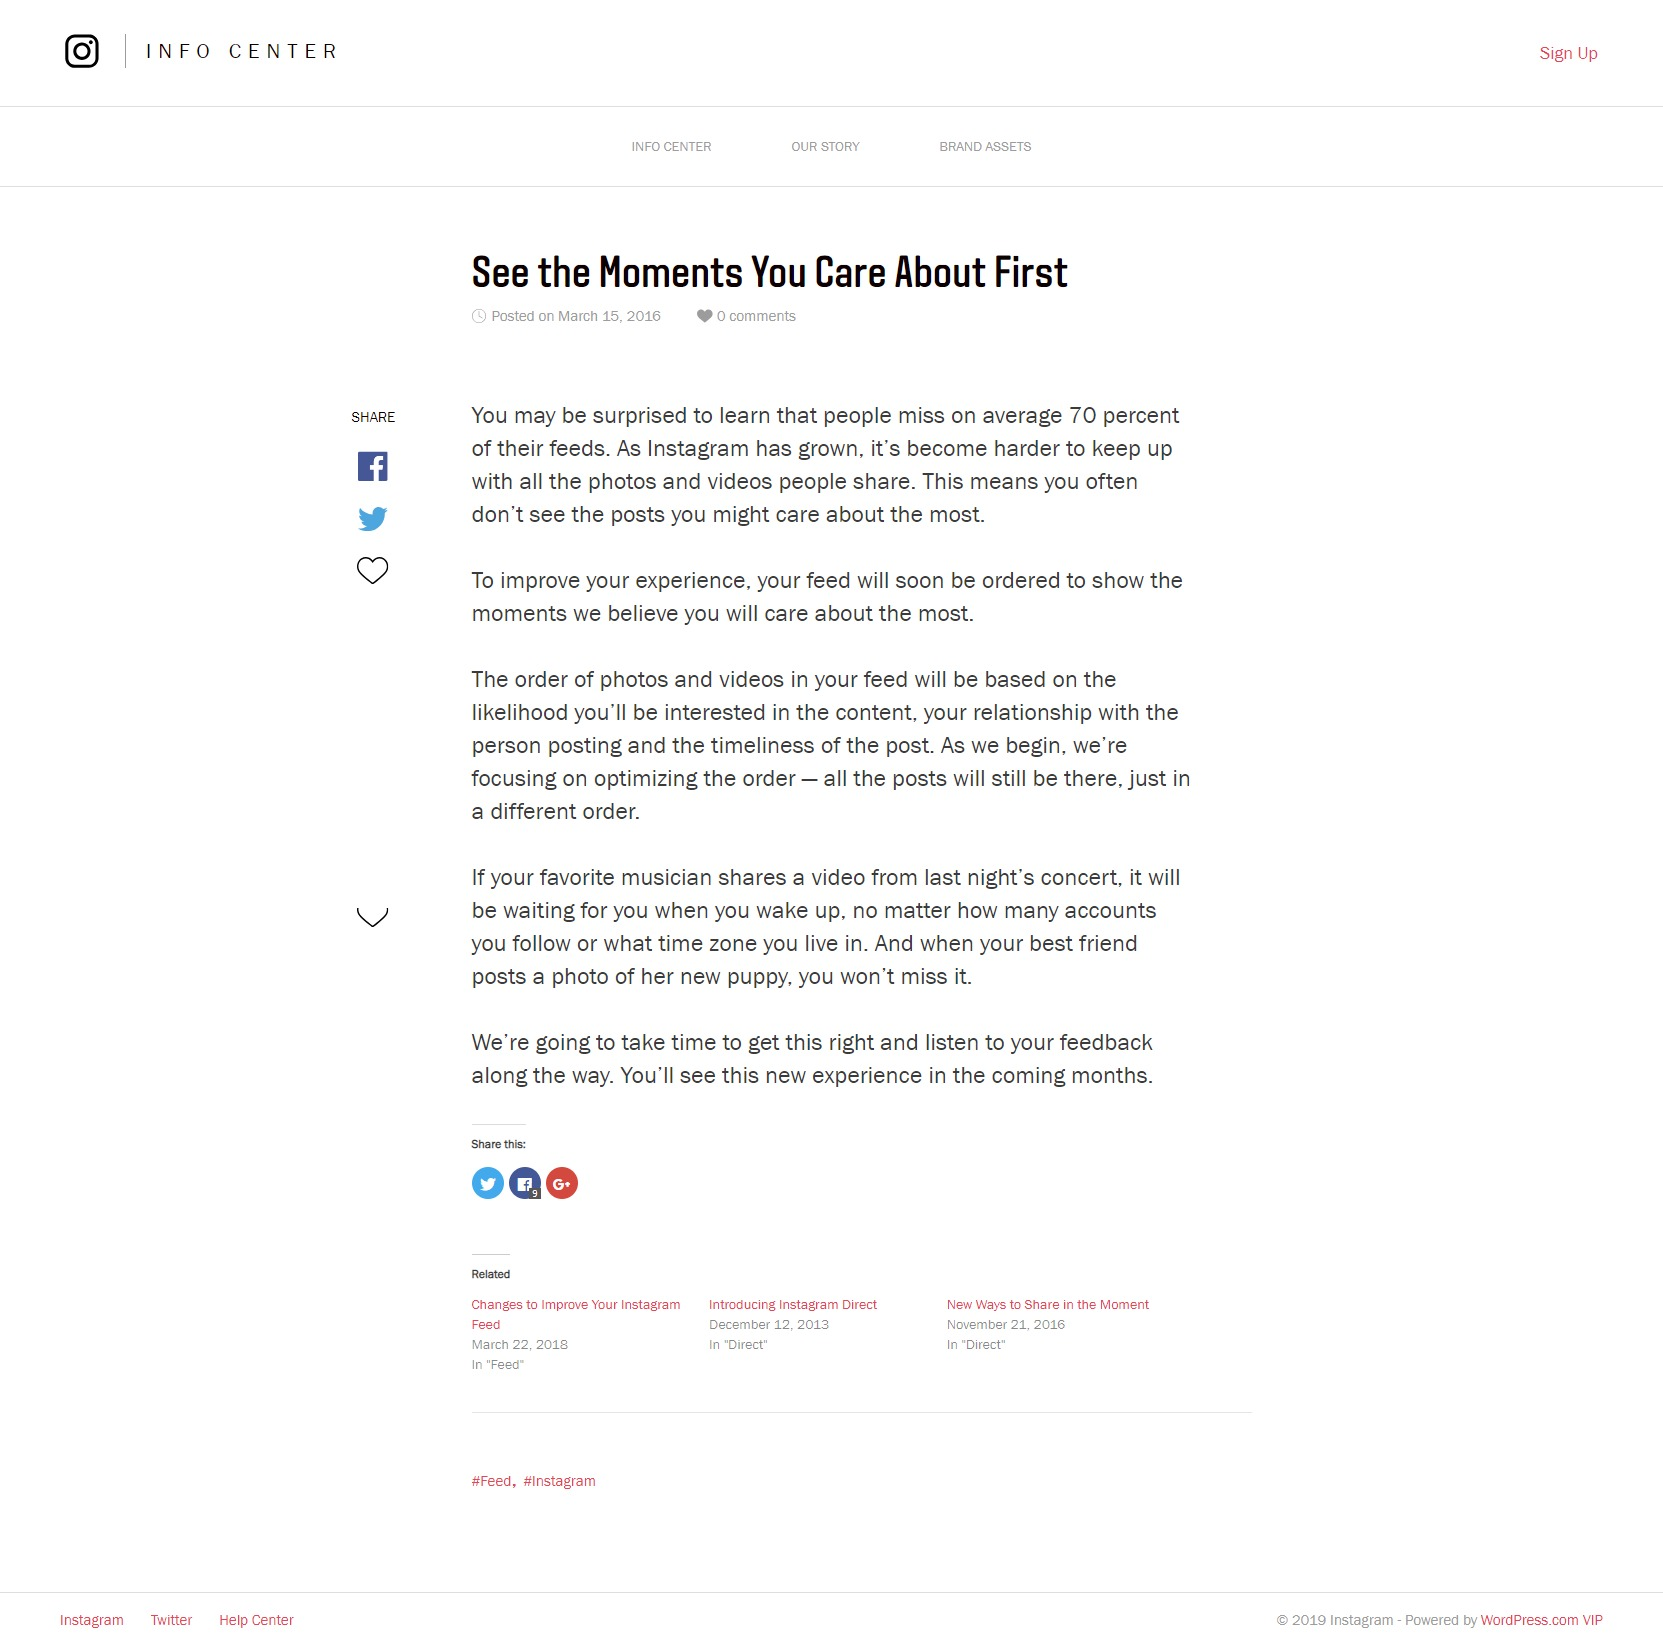 INFO CENTER
Sign Up
INFO CENTER
OUR STORY
BRAND ASSETS
See the Moments You Care About First
Posted on March 15, 2016
0 comments
SHARE
You may be surprised to learn that people miss on average 70 percent
of their feeds. As Instagram has grown, it’s become harder to keep up
with all the photos and videos people share. This means you often
don’t see the posts you might care about the most.
To improve your experience, your feed will soon be ordered to show the
moments we believe you will care about the most.
The order of photos and videos in your feed will be based on the
likelihood you’ll be interested in the content, your relationship with the
person posting and the timeliness of the post. As we begin, we’re
focusing on optimizing the order — all the posts will still be there, just in
a different order.
If your favorite musician shares a video from last night’s concert, it will
be waiting for you when you wake up, no matter how many accounts
you follow or what time zone you live in. And when your best friend
posts a photo of her new puppy, you won’t miss it.
We’re going to take time to get this right and listen to your feedback
along the way. You’ll see this new experience in the coming months.
Share this:
9
G+
Related
Changes to Improve Your Instagram
Feed
March 22, 2018
In "Feed"
Introducing Instagram Direct
December 12, 2013
In "Direct"
New Ways to Share in the Moment
November 21, 2016
In "Direct"
#Feed, #Instagram
Instagram
Twitter
Help Center
© 2019 Instagram - Powered by WordPress.com VIP